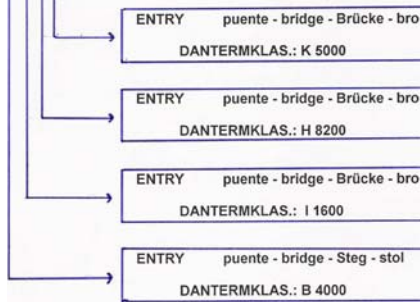 ENTRY puente - bridge - Brücke - bro
DANTERMKLAS.: K 5000
ENTRY puente - bridge - Brücke - bro
DANTERMKLAS.: H 8200
ENTRY puente - bridge - Brücke - bro
DANTERMKLAS.: I 1600
ENTRY puente - bridge - Steg - stol
DANTERMKLAS.: B 4000